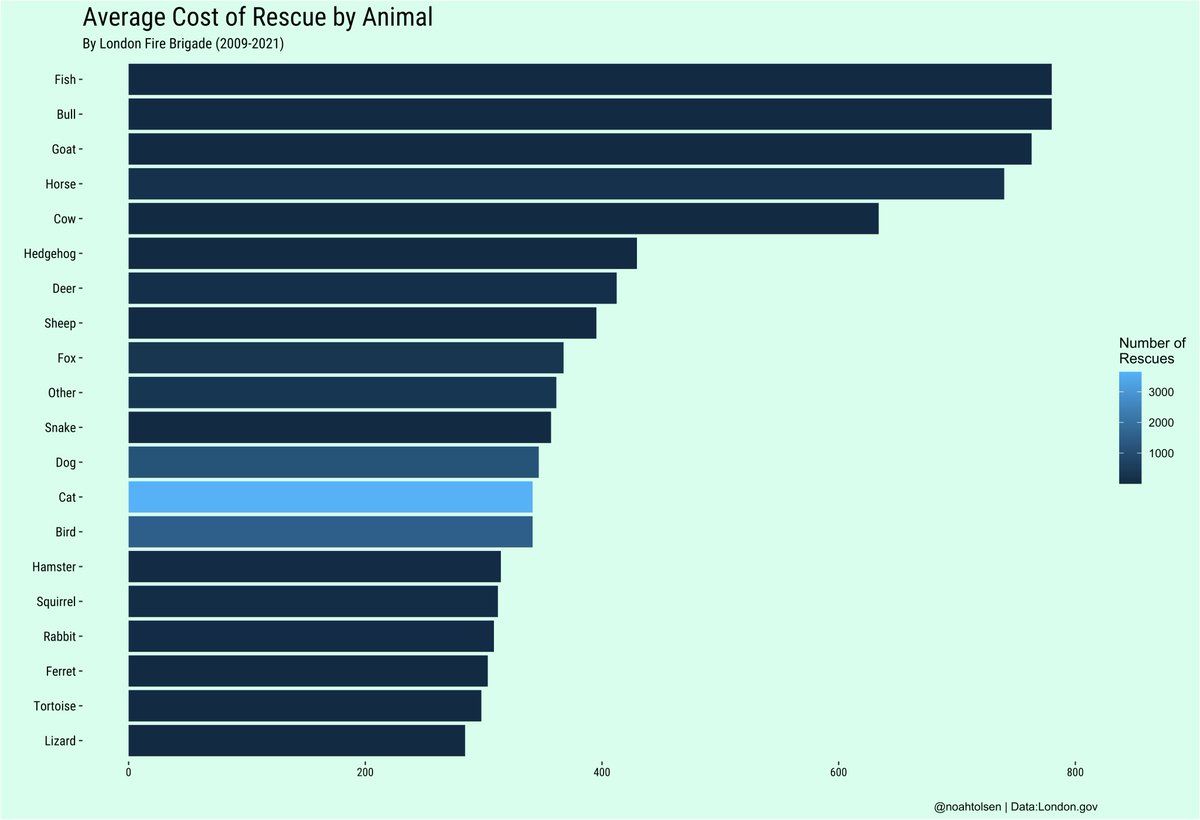 Average Cost of Rescue by Animal
By London Fire Brigade (2009-2021)
Fish
Bull
Goat
Horse
Cow
Hedgehog
Deer
Sheep
Fox
Other
Snake
Dog
Cat
Bird
Hamster
Squirrel
Rabbit
Ferret
Tortoise
Lizard
0 200 400 600 800
Number of
Rescues
3000
2000
1000
@noahtolsen | Data:London.gov